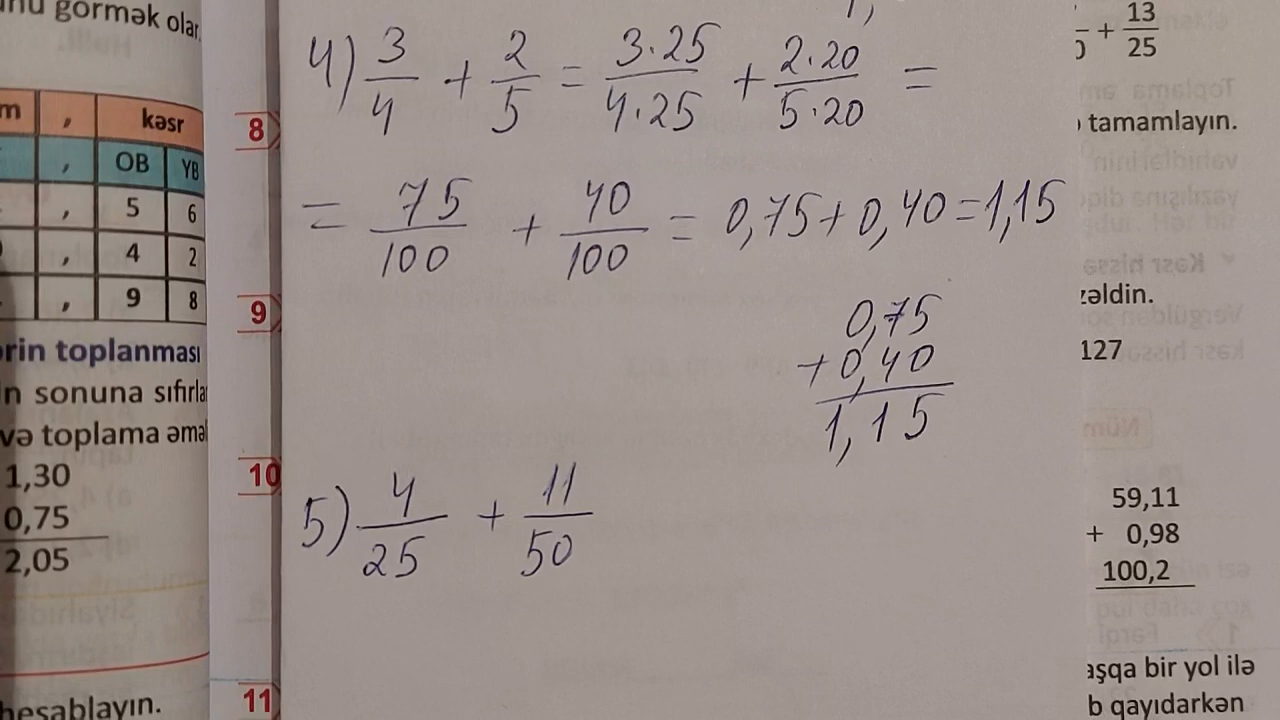 görmək olar
m , kəsr
, OB YB
, 5 6
, 4 2
, 9 8
rin toplanması
n sonuna sıfırla
və toplama əməl
1,30
0,75
2,05
hesablayın.
8
9
10
11
4) 3/4 + 2/5 = 3·25/4·25 + 2·20/5·20 =
= 75/100 + 40/100 = 0,75 + 0,40 = 1,15
0,75
+ 0,40
1,15
5) 4/25 + 11/50
+ 13/25
tamamlayın.
zəldin.
127
59,11
+ 0,98
100,2
aşqa bir yol ilə
b qayıdarkən